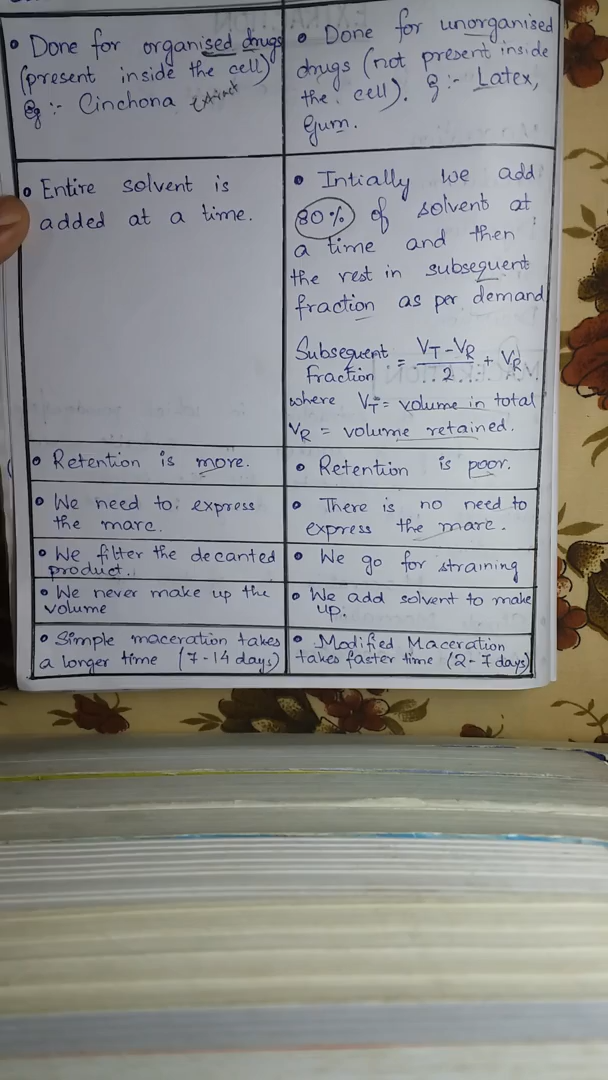 • Done for organised drugs
(present inside the cell)
Eg :- Cinchona
• Done for unorganised
drugs (not present inside
the cell). Eg :- Latex,
Gum.
• Entire solvent is
added at a time.
• Intially we add
80% of solvent at
a time and then
the rest in subsequent
fraction as per demand
Subsequent Fraction = (VT - VR)/2 + VR
where VT = volume in total
VR = volume retained.
• Retention is more.
• Retention is poor.
• We need to express
the marc.
• There is no need to
express the marc.
• We filter the decanted
product.
• We go for straining
• We never make up the
volume
• We add solvent to make
up.
• Simple maceration takes
a longer time (7-14 days)
• Modified Maceration
takes faster time (2-7 days)